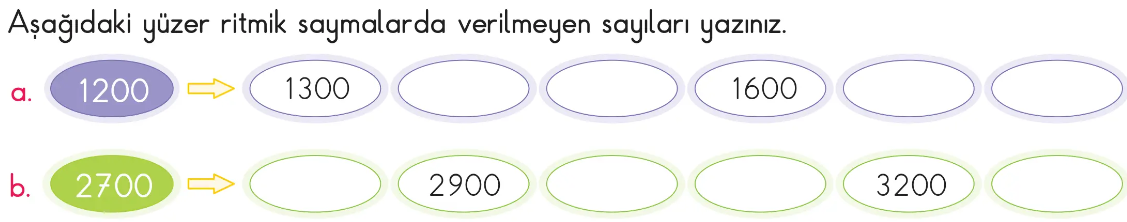 Aşağıdaki yüzer ritmik saymalarda verilmeyen sayıları yazınız.
a. 1200 1300 1600
b. 2700 2900 3200